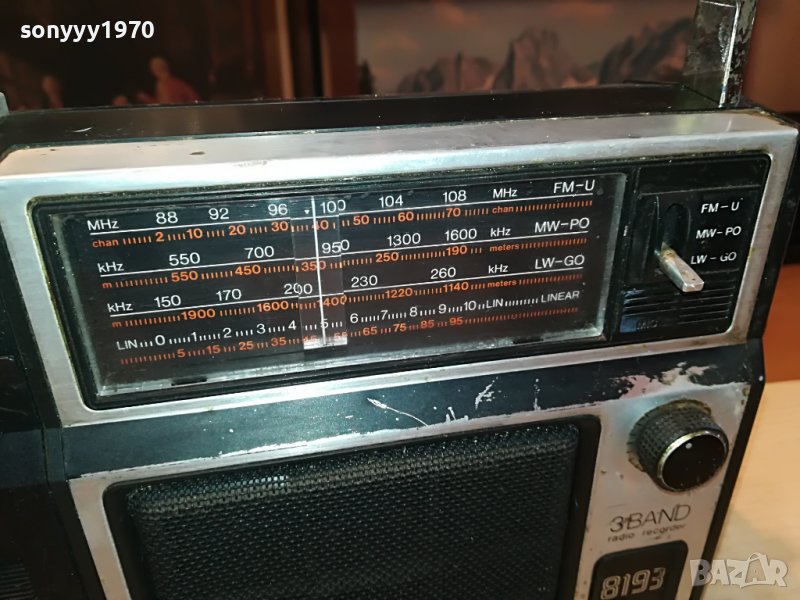 sonyyy1970
MHz 88 92 96 100 104 108 MHz FM-U
chan 2 10 20 30 40 50 60 70 chan
kHz 550 700 950 1300 1600 kHz MW-PO
m 550 450 350 250 190 meters
kHz 150 170 200 230 260 kHz LW-GO
m 1900 1600 1400 1220 1140 meters
LIN 0 1 2 3 4 5 6 7 8 9 10 LIN LINEAR
5 15 25 35 45 55 65 75 85 95
FM-U
MW-PO
LW-GO
3 BAND
radio recorder
8193
BAZAR